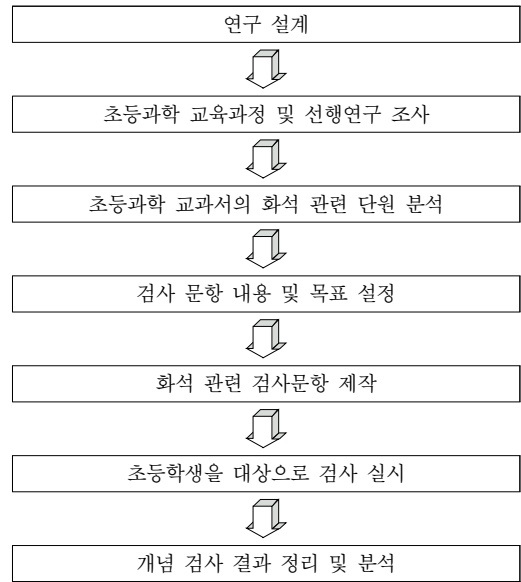 연구 설계
초등과학 교육과정 및 선행연구 조사
초등과학 교과서의 화석 관련 단원 분석
검사 문항 내용 및 목표 설정
화석 관련 검사문항 제작
초등학생을 대상으로 검사 실시
개념 검사 결과 정리 및 분석